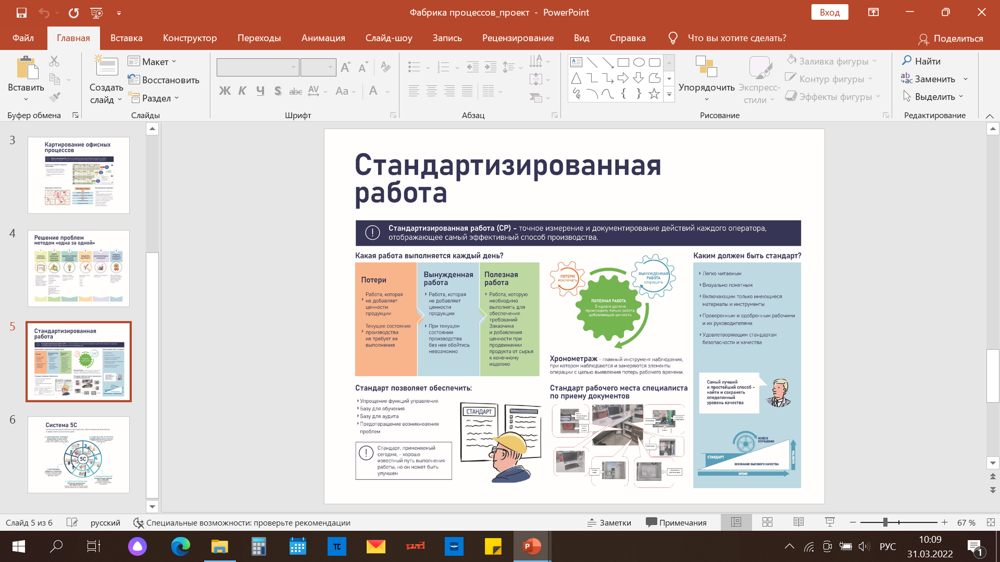 Фабрика процессов_проект - PowerPoint
Вход
Файл
Главная
Вставка
Конструктор
Переходы
Анимация
Слайд-шоу
Запись
Рецензирование
Вид
Справка
Что вы хотите сделать?
Поделиться
Вставить
Создать
слайд
Макет
Восстановить
Раздел
Ж К Ч S abc AV Aa А
Упорядочить
Экспресс-
стили
Заливка фигуры
Контур фигуры
Эффекты фигуры
Найти
Заменить
Выделить
Буфер обмена
Слайды
Шрифт
Абзац
Рисование
Редактирование
3
Картирование офисных
процессов
4
Решение проблем
методом «одна за одной»
5
Стандартизированная
работа
6
Система 5С
5С
Стандартизированная
работа
Стандартизированная работа (СР) - точное измерение и документирование действий каждого оператора,
отображающее самый эффективный способ производства.
Какая работа выполняется каждый день?
Потери
Работа, которая
не добавляет
ценности
продукции
Текущее состояние
производства
не требует ее
выполнения
Вынужденная
работа
Работа, которая
не добавляет
ценности
продукции
При текущем
состоянии
производства
без нее обойтись
невозможно
Полезная
работа
Работа, которую
необходимо
выполнять для
обеспечения
требований
Заказчика
и добавления
ценности при
продвижении
продукта от сырья
к конечному
изделию
ПОТЕРИ
исключать
ВЫНУЖДЕННАЯ
РАБОТА
сокращать
ПОЛЕЗНАЯ РАБОТА
В идеале должна
происходить только работа,
добавляющая ценность
Хронометраж - главный инструмент наблюдения,
при котором наблюдаются и замеряются элементы
операции с целью выявления потерь рабочего времени.
Каким должен быть стандарт?
Легко читаемым
Визуально понятным
Включающим только имеющиеся
материалы и инструменты
Проверенным и одобренным рабочими
и их руководителями
Удовлетворяющим стандартам
безопасности и качества
Самый лучший
и простейший способ -
найти и сохранять
опеделенный
уровень качества
КОЛЕСО
УЛУЧШЕНИЯ
СТАНДАРТ
ОСОЗНАНИЕ ВЫСОКОГО КАЧЕСТВА
КАЧЕСТВО
ВРЕМЯ
Стандарт позволяет обеспечить:
Упрощение функций управления
Базу для обучения
Базу для аудита
Предотвращение возникновения
проблем
Стандарт, применяемый
сегодня, - хорошо
известный путь выполнения
работы, но он может быть
улучшен
СТАНДАРТ
Стандарт рабочего места специалиста
по приему документов
Слайд 5 из 6
русский
Специальные возможности: проверьте рекомендации
Заметки
Примечания
67 %
TC
РУС
10:09
31.03.2022
1